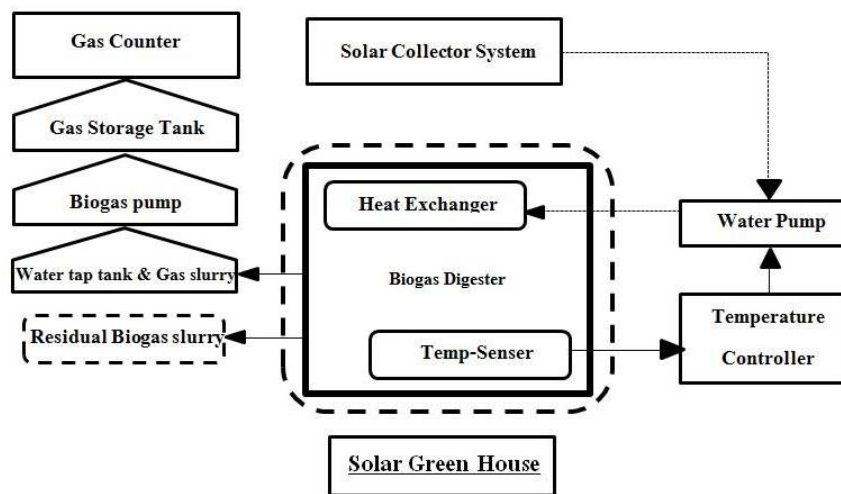 Gas Counter
Solar Collector System
Gas Storage Tank
Biogas pump
Heat Exchanger
Water Pump
Water tap tank & Gas slurry
Biogas Digester
Residual Biogas slurry
Temp-Senser
Temperature
Controller
Solar Green House